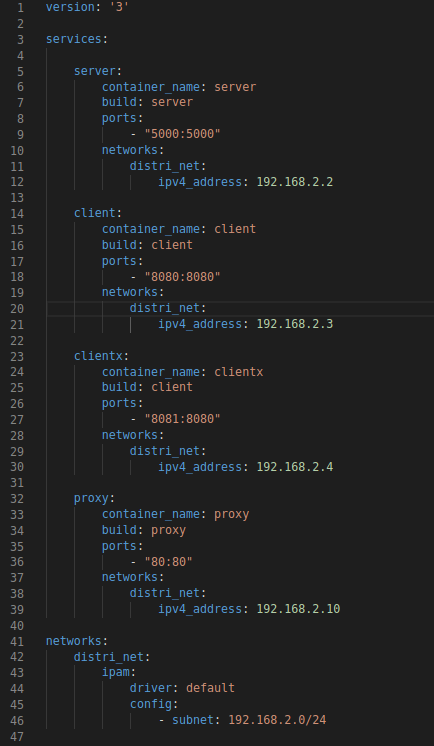 1 version: '3'
2
3 services:
4
5     server:
6         container_name: server
7         build: server
8         ports:
9             - "5000:5000"
10         networks:
11             distri_net:
12                 ipv4_address: 192.168.2.2
13
14     client:
15         container_name: client
16         build: client
17         ports:
18             - "8080:8080"
19         networks:
20             distri_net:
21                 ipv4_address: 192.168.2.3
22
23     clientx:
24         container_name: clientx
25         build: client
26         ports:
27             - "8081:8080"
28         networks:
29             distri_net:
30                 ipv4_address: 192.168.2.4
31
32     proxy:
33         container_name: proxy
34         build: proxy
35         ports:
36             - "80:80"
37         networks:
38             distri_net:
39                 ipv4_address: 192.168.2.10
40
41 networks:
42     distri_net:
43         ipam:
44             driver: default
45             config:
46                 - subnet: 192.168.2.0/24
47